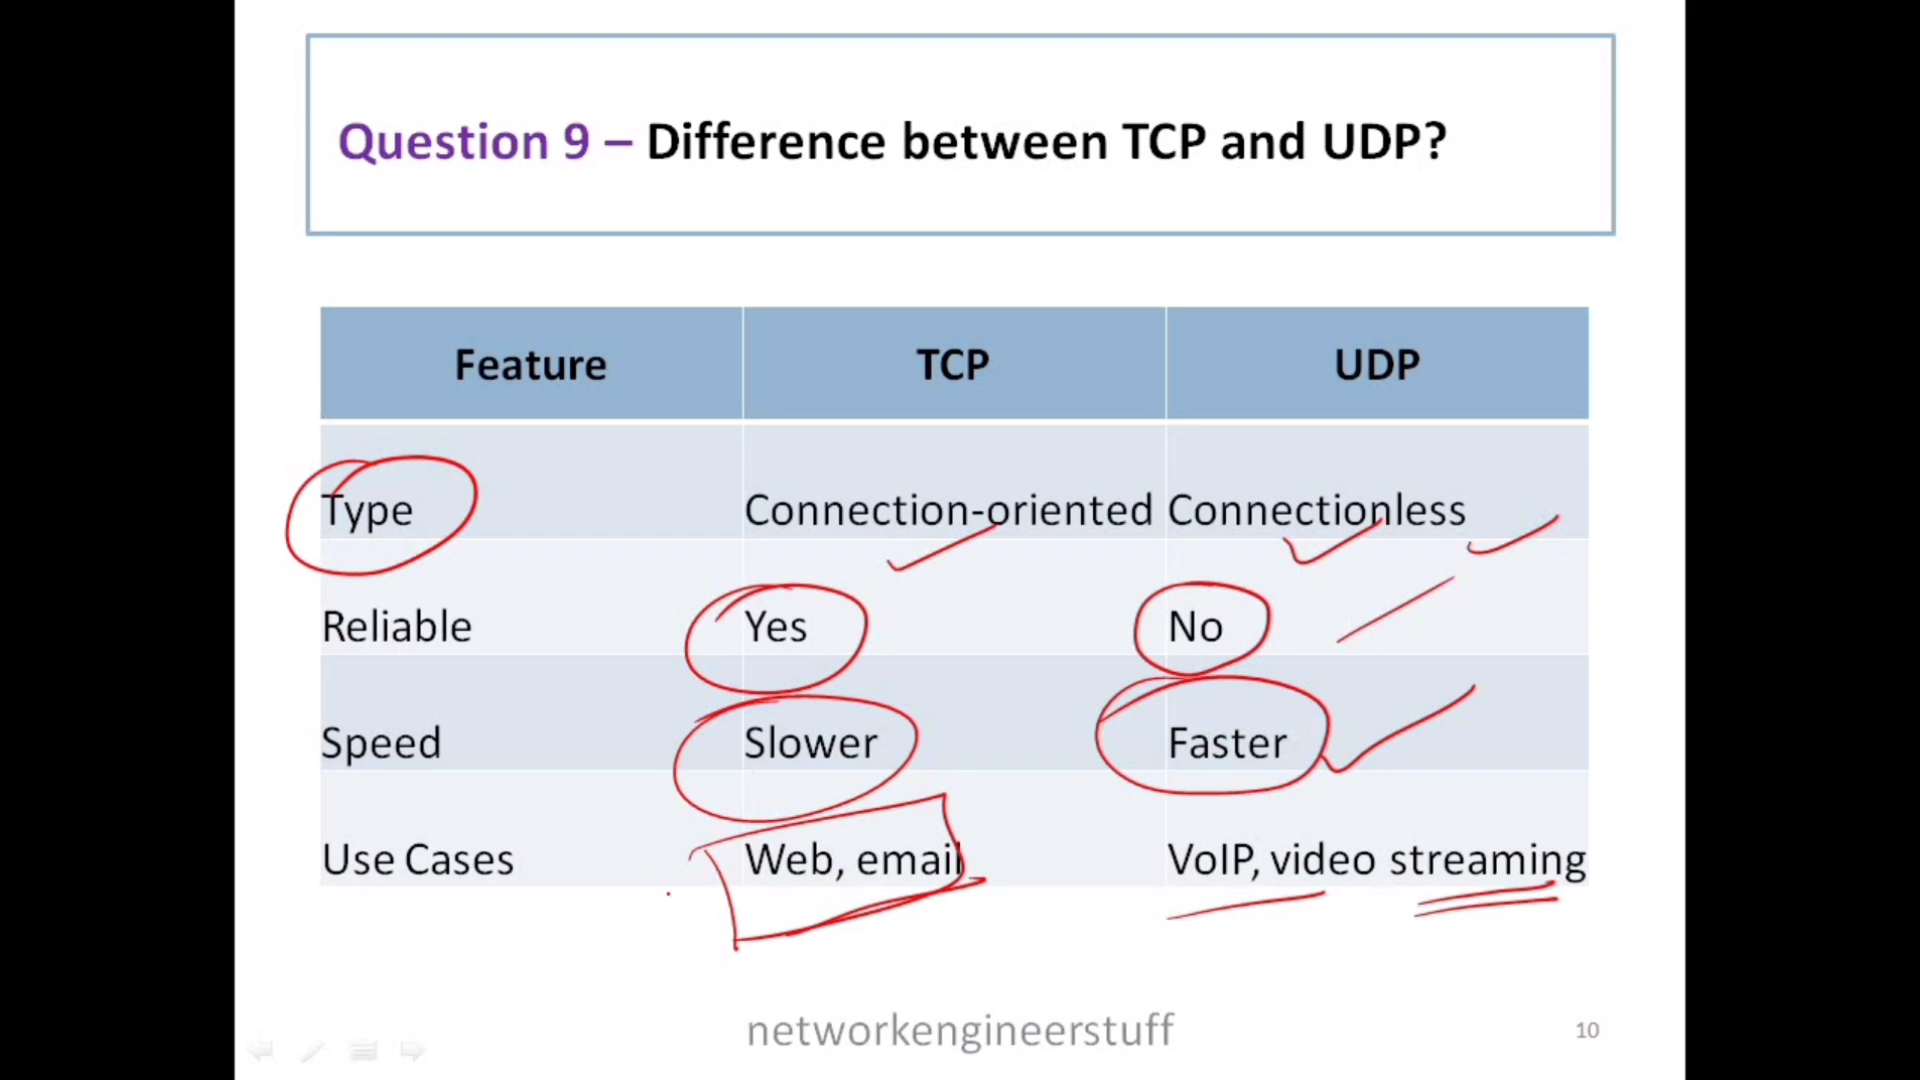 Question 9 – Difference between TCP and UDP?
Feature TCP UDP
Type Connection-oriented Connectionless
Reliable Yes No
Speed Slower Faster
Use Cases Web, email VoIP, video streaming
networkengineerstuff 10